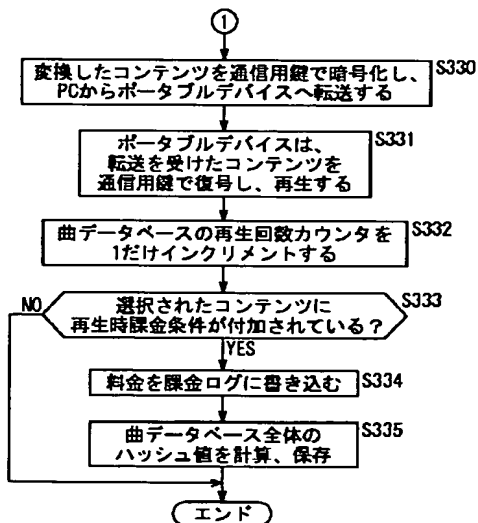 1
変換したコンテンツを通信用鍵で暗号化し、
PCからポータブルデバイスへ転送する
S330
ポータブルデバイスは、
転送を受けたコンテンツを
通信用鍵で復号し、再生する
S331
曲データベースの再生回数カウンタを
1だけインクリメントする
S332
選択されたコンテンツに
再生時課金条件が付加されている？
S333
NO
YES
料金を課金ログに書き込む
S334
曲データベース全体の
ハッシュ値を計算、保存
S335
エンド